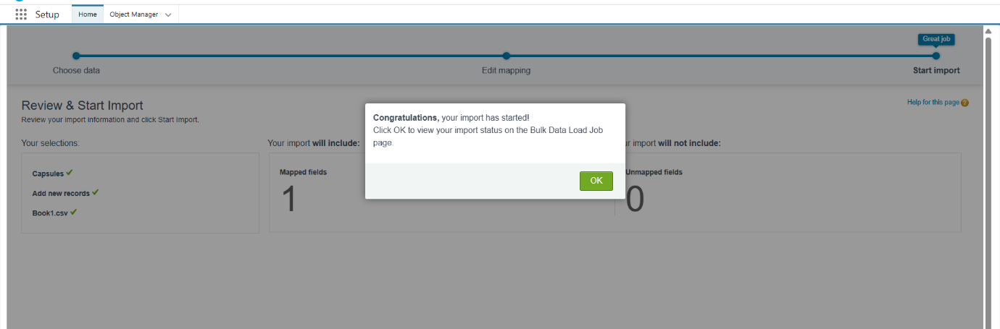 Setup
Home
Object Manager
Great job
Choose data
Edit mapping
Start import
Review & Start Import
Help for this page
Review your import information and click Start Import.
Congratulations, your import has started!
Click OK to view your import status on the Bulk Data Load Job
page.
OK
Your selections:
Capsules
Add new records
Book1.csv
Your import will include:
Mapped fields
1
import will not include:
Unmapped fields
0